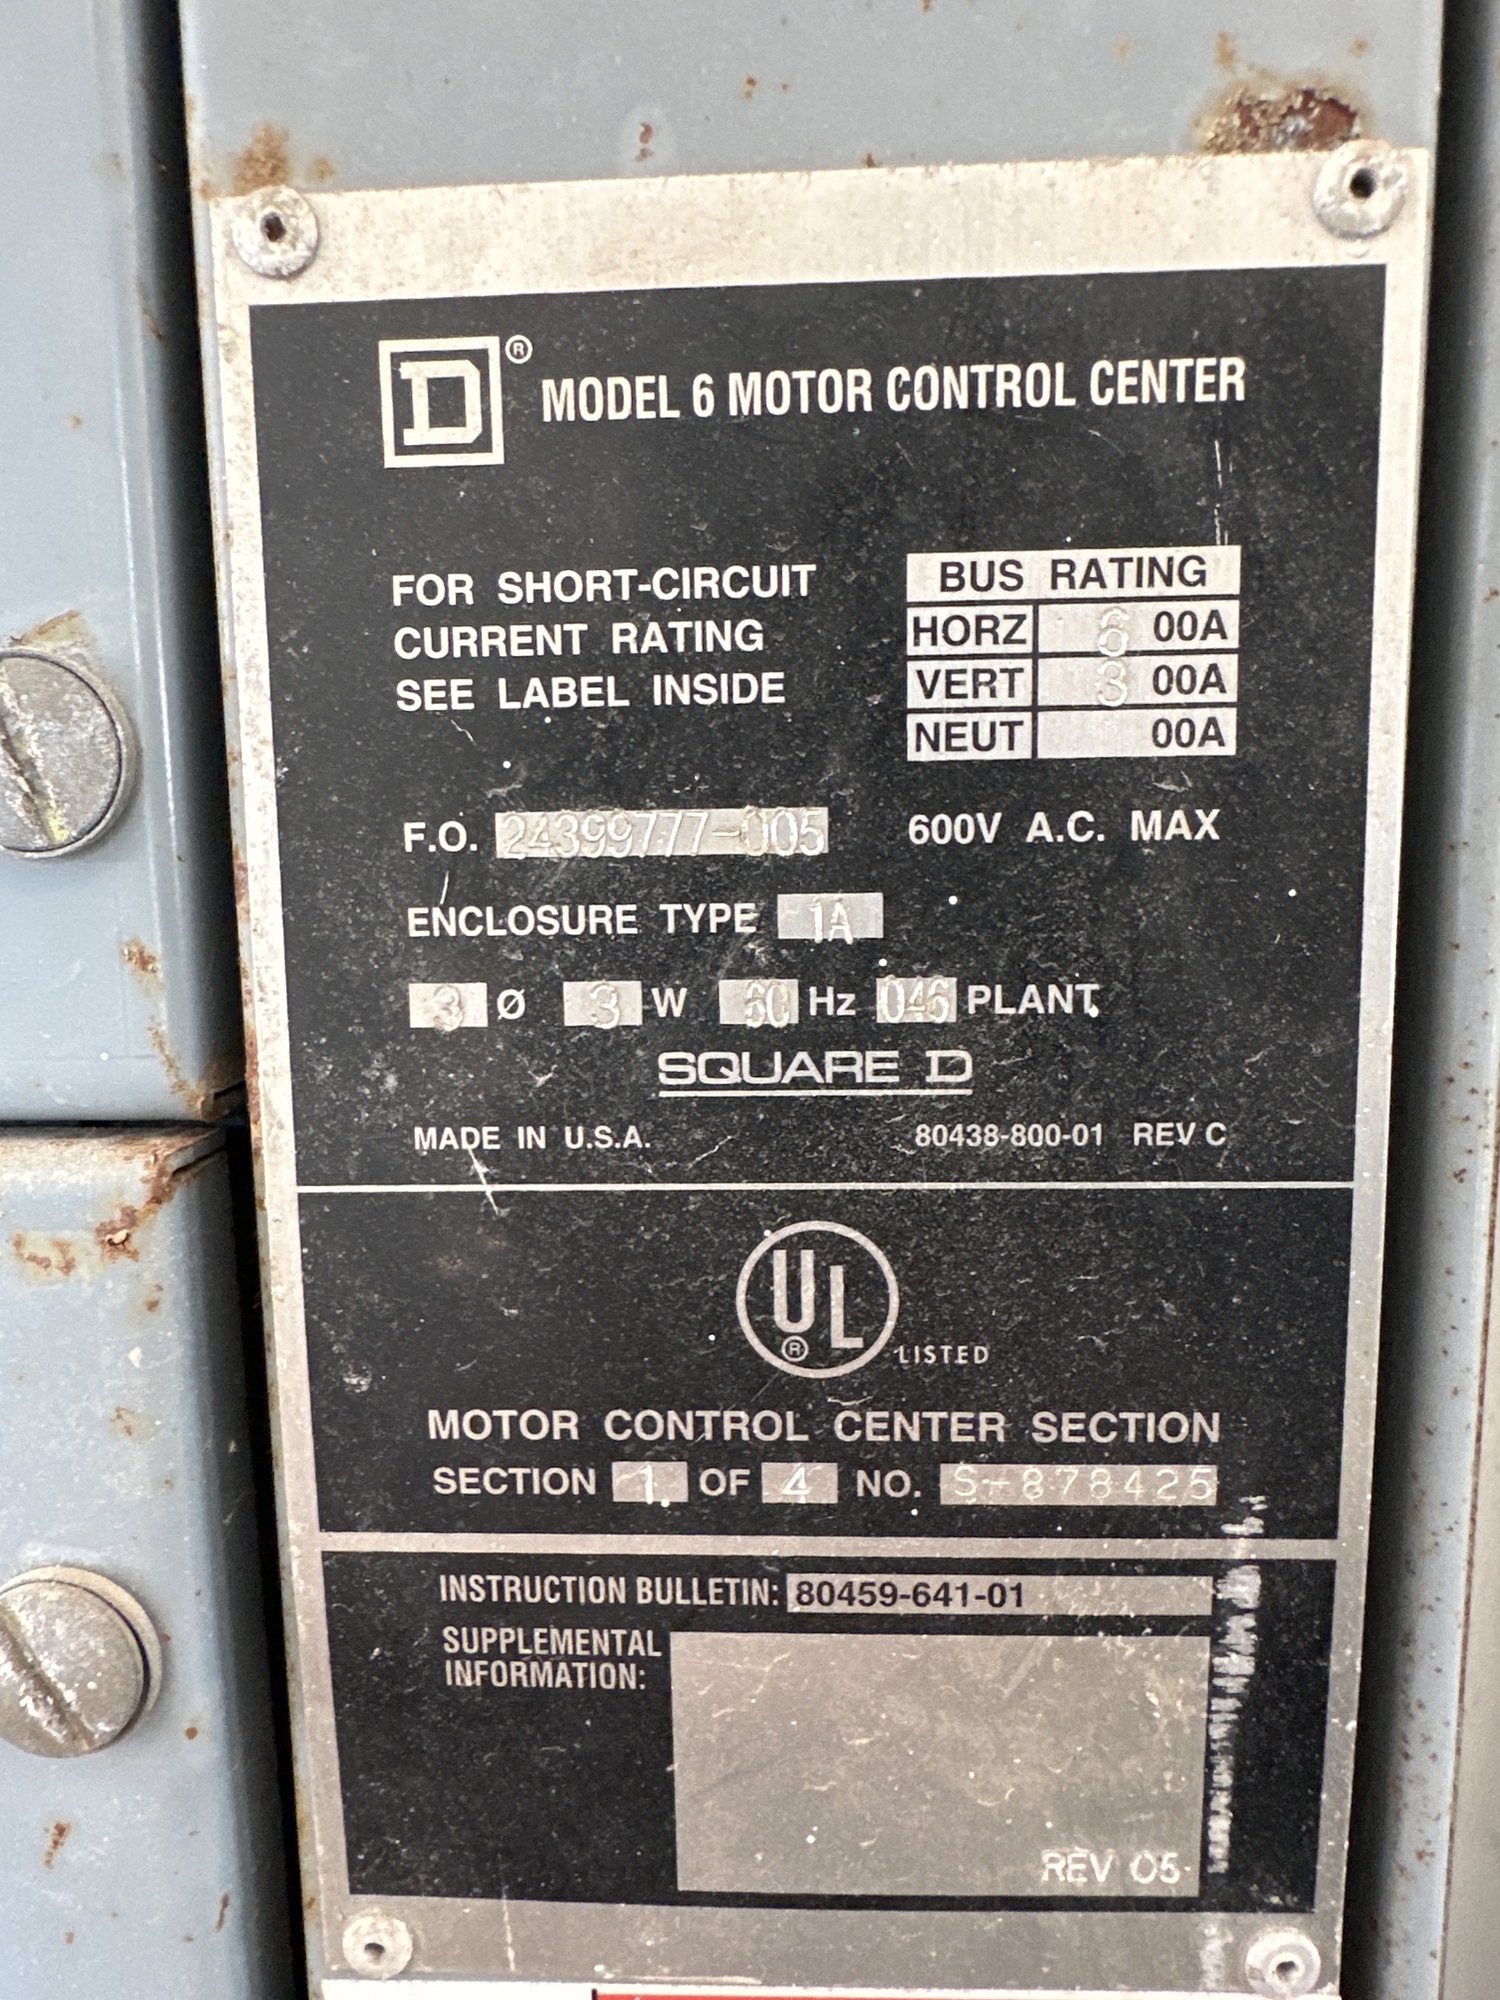 D® MODEL 6 MOTOR CONTROL CENTER
FOR SHORT-CIRCUIT
CURRENT RATING
SEE LABEL INSIDE
BUS RATING
HORZ 6 00A
VERT 3 00A
NEUT 00A
F.O. 24399777-005 600V A.C. MAX
ENCLOSURE TYPE 1A
3 Ø 3 W 60 Hz 046 PLANT
SQUARE D
MADE IN U.S.A. 80438-800-01 REV C
UL® LISTED
MOTOR CONTROL CENTER SECTION
SECTION 1 OF 4 NO. S-878425
INSTRUCTION BULLETIN: 80459-641-01
SUPPLEMENTAL
INFORMATION:
REV 05